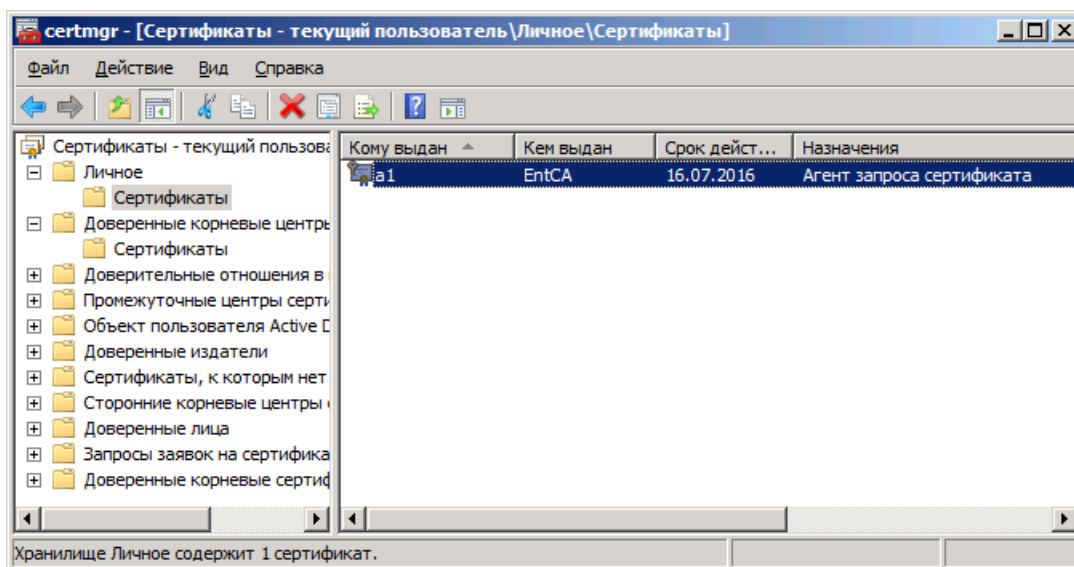 certmgr - [Сертификаты - текущий пользователь\Личное\Сертификаты]
Файл Действие Вид Справка
Сертификаты - текущий пользова
Личное
Сертификаты
Доверенные корневые центры
Сертификаты
Доверительные отношения в
Промежуточные центры серти
Объект пользователя Active D
Доверенные издатели
Сертификаты, к которым нет
Сторонние корневые центры
Доверенные лица
Запросы заявок на сертифика
Доверенные корневые сертиф
Кому выдан Кем выдан Срок дейст... Назначения
a1 EntCA 16.07.2016 Агент запроса сертификата
Хранилище Личное содержит 1 сертификат.